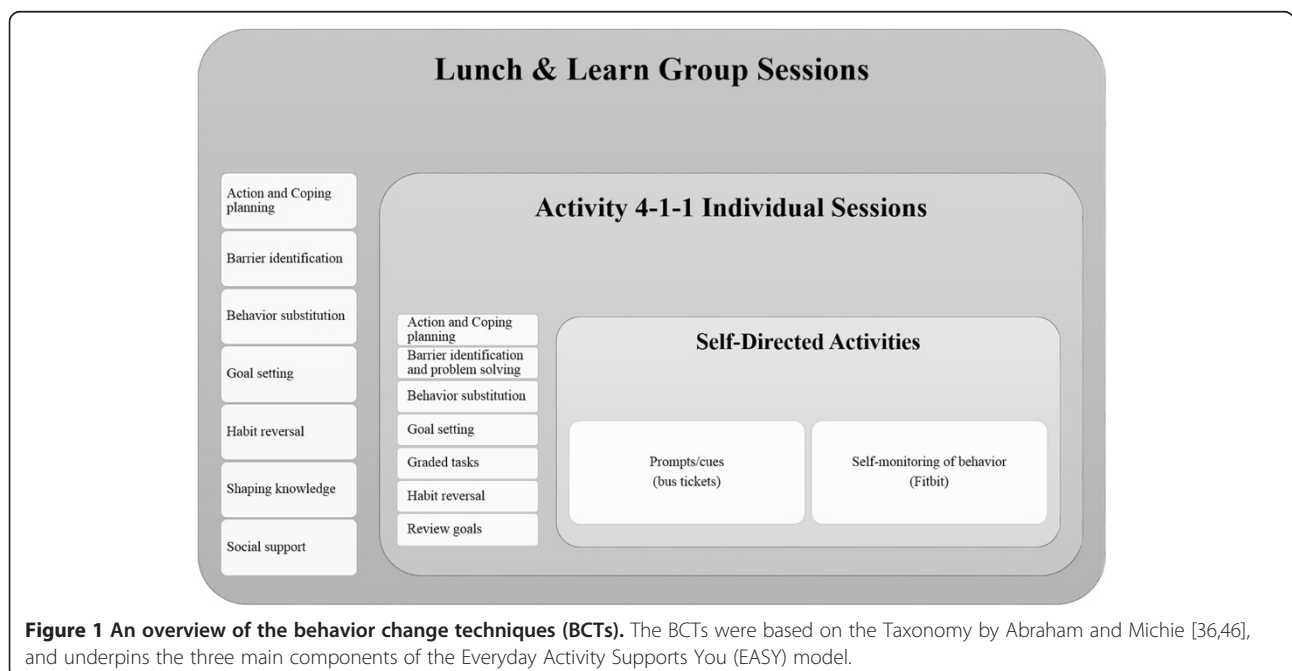 Lunch & Learn Group Sessions
Action and Coping
planning
Barrier identification
Behavior substitution
Goal setting
Habit reversal
Shaping knowledge
Social support
Activity 4-1-1 Individual Sessions
Action and Coping
planning
Barrier identification
and problem solving
Behavior substitution
Goal setting
Graded tasks
Habit reversal
Review goals
Self-Directed Activities
Prompts/cues
(bus tickets)
Self-monitoring of behavior
(Fitbit)
Figure 1 An overview of the behavior change techniques (BCTs). The BCTs were based on the Taxonomy by Abraham and Michie [36,46],
and underpins the three main components of the Everyday Activity Supports You (EASY) model.